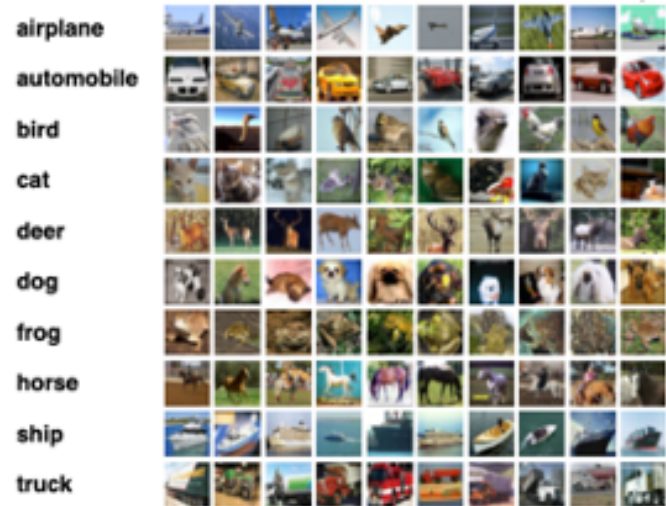 airplane
automobile
bird
cat
deer
dog
frog
horse
ship
truck